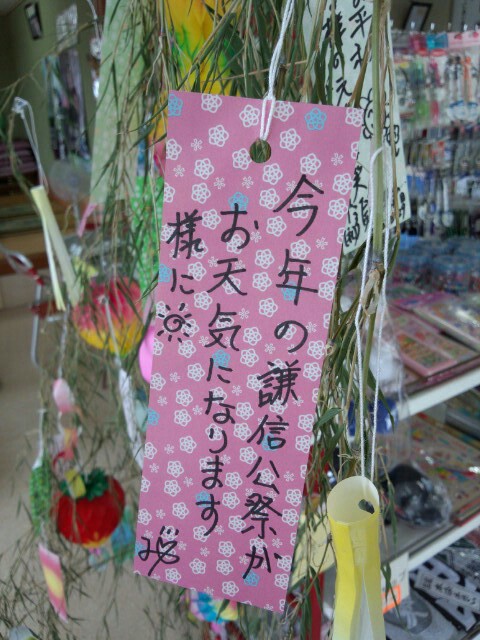 今年の謙信公祭が
お天気になります
様に☀